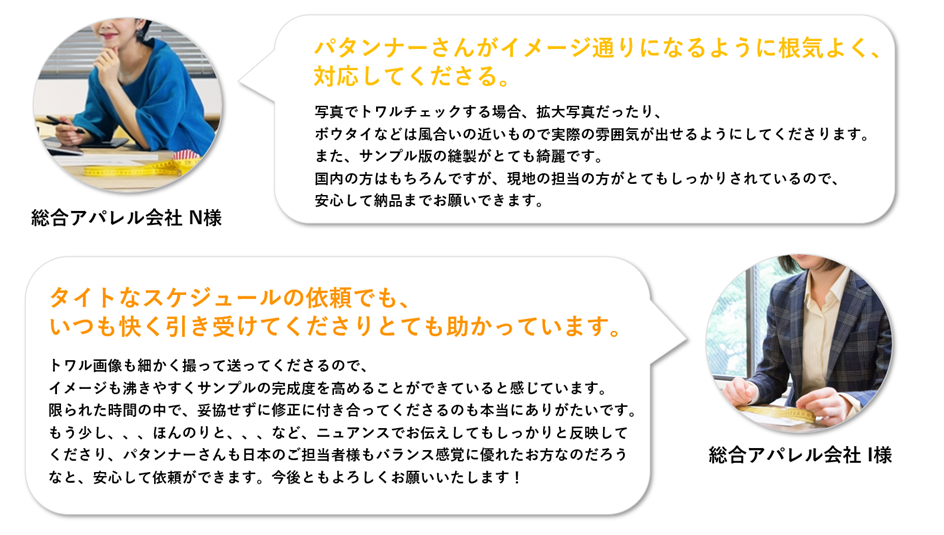 パタンナーさんがイメージ通りになるように根気よく、
対応してくださる。
写真でトワルチェックする場合、拡大写真だったり、
ボウタイなどは風合いの近いもので実際の雰囲気が出せるようにしてくださります。
また、サンプル版の縫製がとても綺麗です。
国内の方はもちろんですが、現地の担当の方がとてもしっかりされているので、
安心して納品までお願いできます。
総合アパレル会社 N様
タイトなスケジュールの依頼でも、
いつも快く引き受けてくださりとても助かっています。
トワル画像も細かく撮って送ってくださるので、
イメージも沸きやすくサンプルの完成度を高めることができていると感じています。
限られた時間の中で、妥協せずに修正に付き合ってくださるのも本当にありがたいです。
もう少し、、、ほんのりと、、、など、ニュアンスでお伝えしてもしっかりと反映して
くださり、パタンナーさんも日本のご担当者様もバランス感覚に優れたお方なのだろう
なと、安心して依頼ができます。今後ともよろしくお願いいたします！
総合アパレル会社 I様